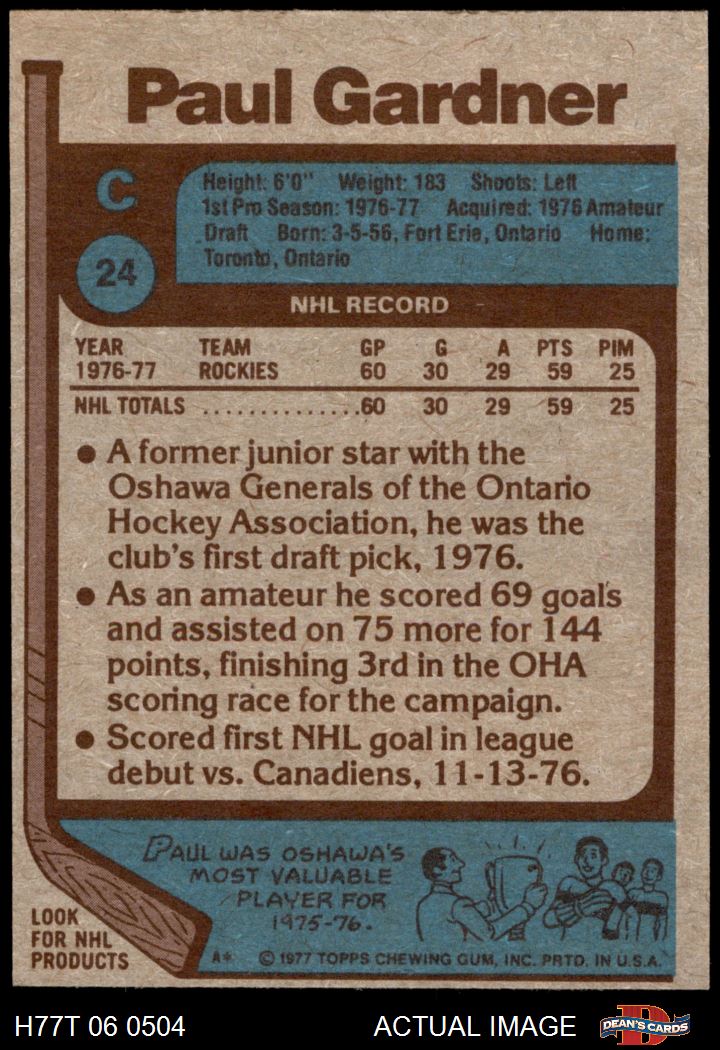 Paul Gardner
C
24
Height: 6'0" Weight: 183 Shoots: Left
1st Pro Season: 1976-77 Acquired: 1976 Amateur
Draft Born: 3-5-56, Fort Erie, Ontario Home:
Toronto, Ontario
NHL RECORD
YEAR TEAM GP G A PTS PIM
1976-77 ROCKIES 60 30 29 59 25
NHL TOTALS ..............60 30 29 59 25
● A former junior star with the
Oshawa Generals of the Ontario
Hockey Association, he was the
club's first draft pick, 1976.
● As an amateur he scored 69 goals
and assisted on 75 more for 144
points, finishing 3rd in the OHA
scoring race for the campaign.
● Scored first NHL goal in league
debut vs. Canadiens, 11-13-76.
PAUL WAS OSHAWA'S
MOST VALUABLE
PLAYER FOR
1975-76.
LOOK
FOR NHL
PRODUCTS
A* © 1977 TOPPS CHEWING GUM, INC. PRTD. IN U.S.A.
H77T 06 0504 ACTUAL IMAGE D DEAN'S CARDS